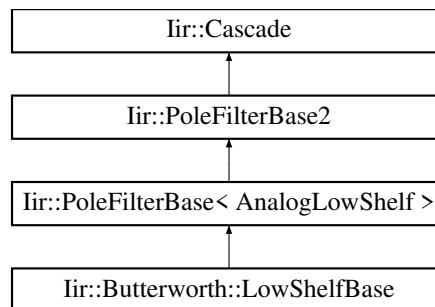 Iir::Cascade
Iir::PoleFilterBase2
Iir::PoleFilterBase< AnalogLowShelf >
Iir::Butterworth::LowShelfBase